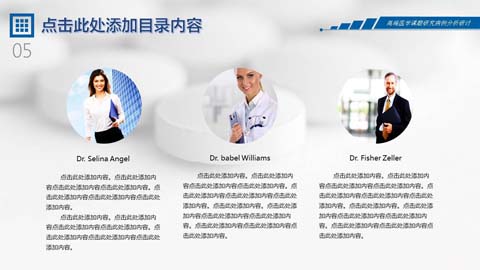 点击此处添加目录内容
高端医学课题研究病例分析研讨
05
Dr. Selina Angel
点击此处添加内容。点击此处添加内
容点击此处添加内容点击此处添加内容。点
击此处添加内容点击此处添加内容点击此处
添加内容。
点击此处添加内容。点击此处添加内
容点击此处添加内容点击此处添加内容。点
击此处添加内容点击此处添加内容点击此处
添加内容。
Dr. babel Williams
点击此处添加内容。点击此处添加内
容点击此处添加内容点击此处添加内容。点
击此处添加内容点击此处添加内容点击此处
添加内容。点击此处添加内容。点击此处添
加内容点击此处添加内容点击此处添加内
容。点击此处添加内容点击此处添加内容点
击此处添加内容。
Dr. Fisher Zeller
点击此处添加内容。点击此处添加内
容点击此处添加内容点击此处添加内容。点
击此处添加内容点击此处添加内容点击此处
添加内容。点击此处添加内容。点击此处添
加内容点击此处添加内容点击此处添加内
容。点击此处添加内容点击此处添加内容点
击此处添加内容。